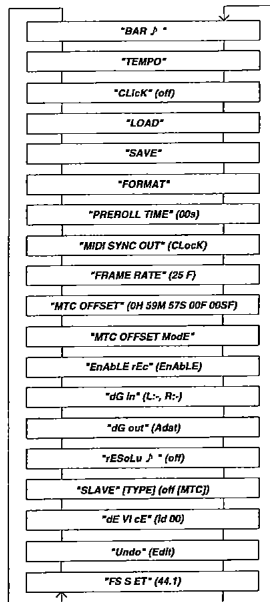 "BAR ♪ "
"TEMPO"
"CLicK" (off)
"LOAD"
"SAVE"
"FORMAT"
"PREROLL TIME" (00s)
"MIDI SYNC OUT" (CLocK)
"FRAME RATE" (25 F)
"MTC OFFSET" (0H 59M 57S 00F 00SF)
"MTC OFFSET ModE"
"EnAbLE rEc" (EnAbLE)
"dG in" (L:-, R:-)
"dG out" (Adat)
"rESoLu ♪ " (off)
"SLAVE" [TYPE] (off [MTC])
"dE Vi cE" (id 00)
"Undo" (Edit)
"FS S ET" (44.1)